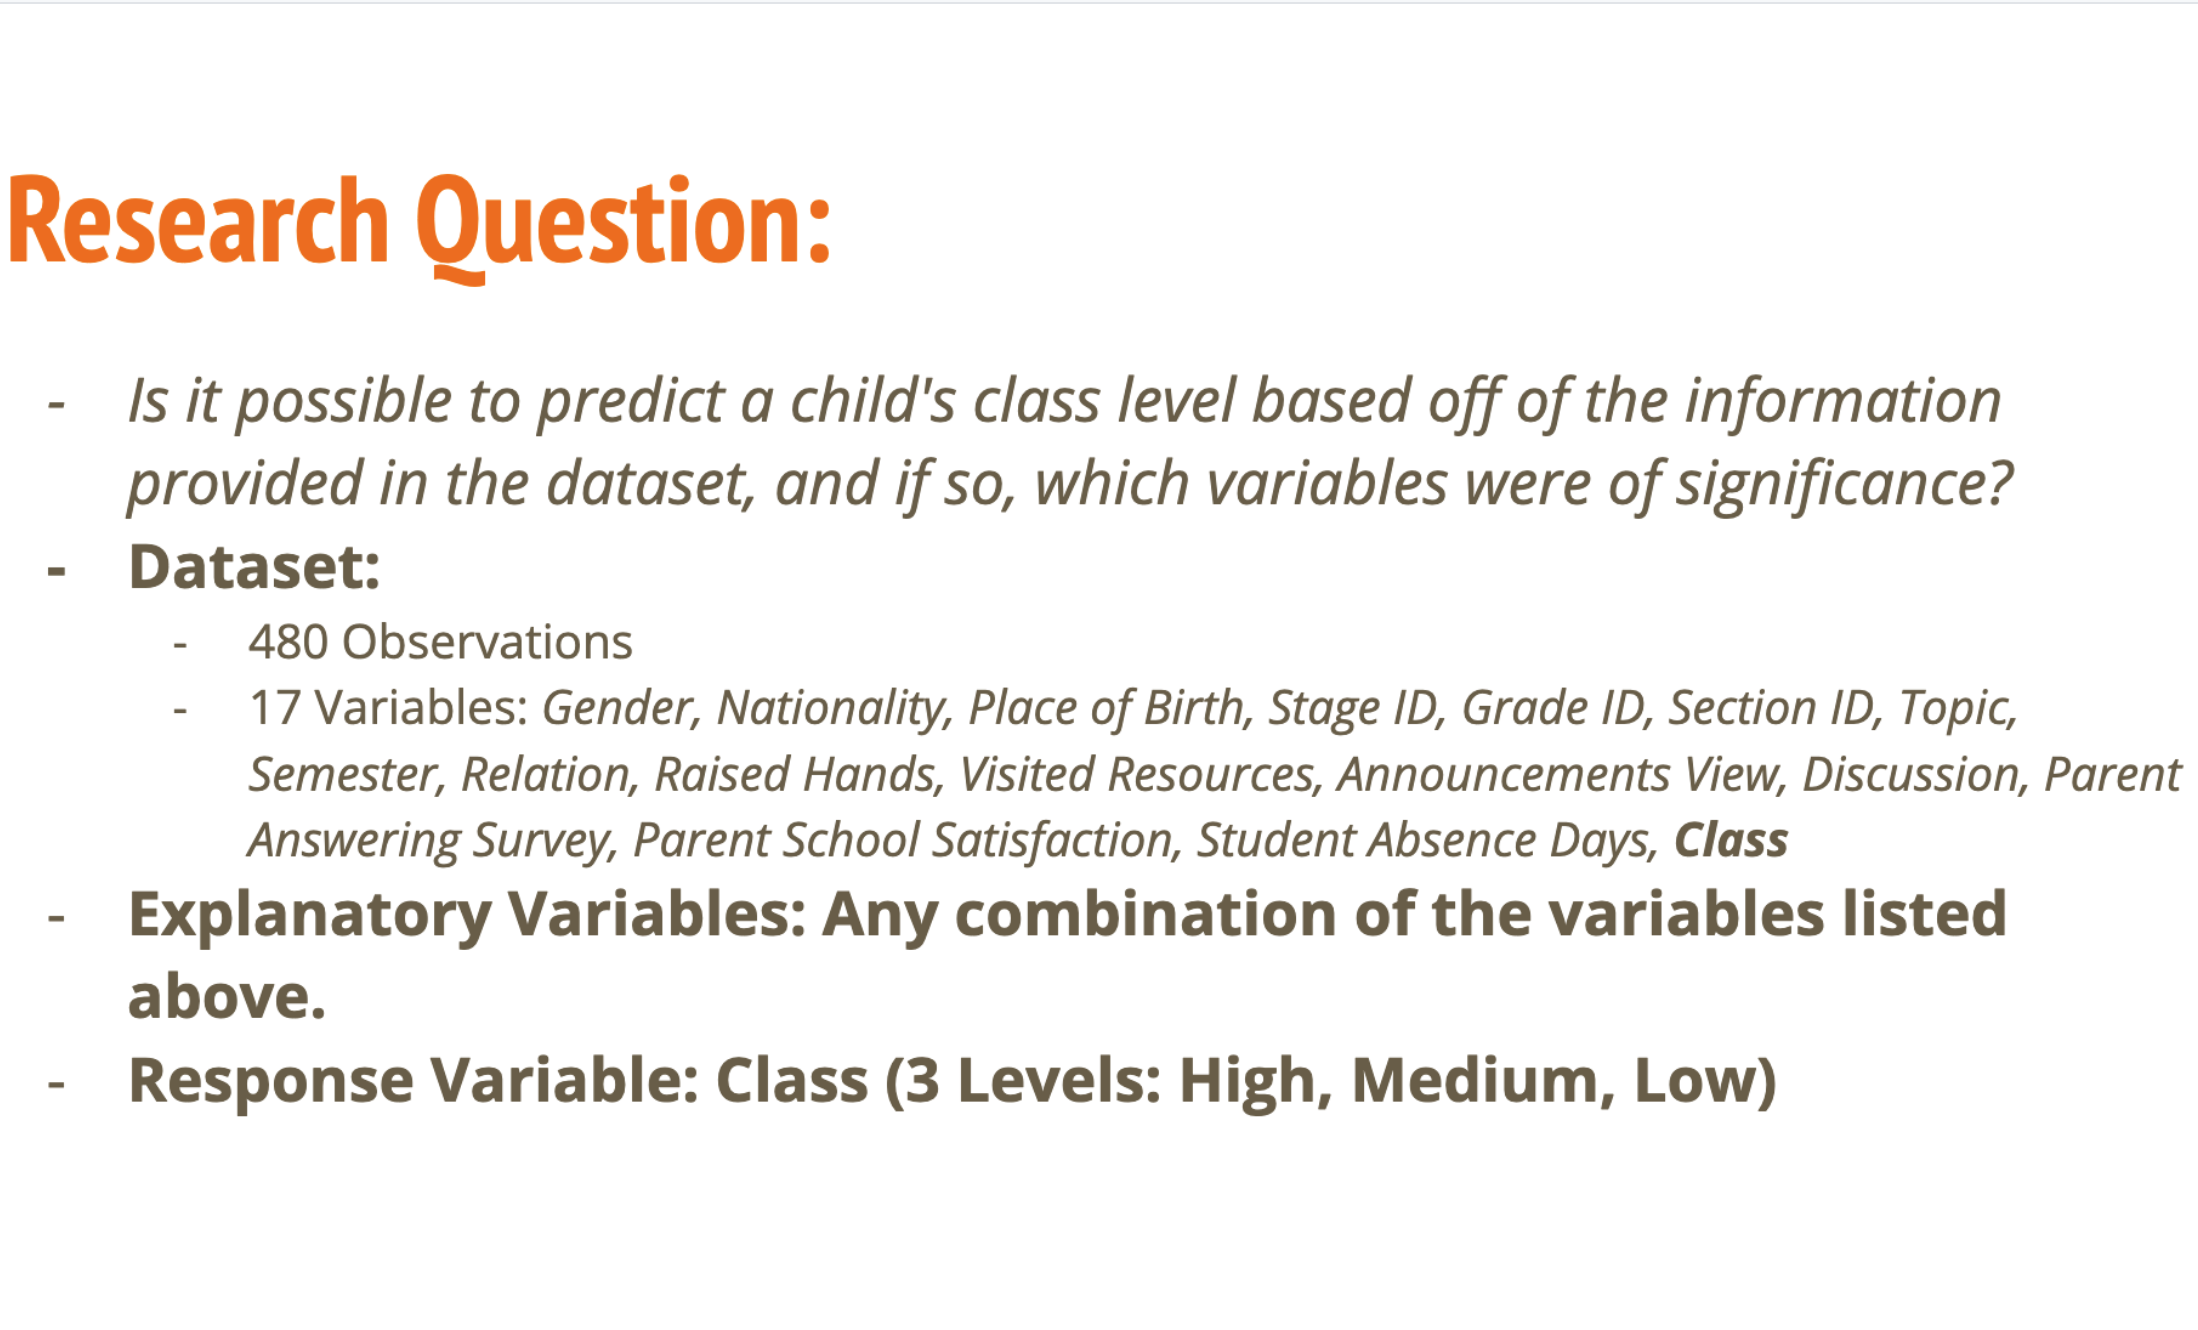 Research Question:
- Is it possible to predict a child's class level based off of the information
provided in the dataset, and if so, which variables were of significance?
- Dataset:
- 480 Observations
- 17 Variables: Gender, Nationality, Place of Birth, Stage ID, Grade ID, Section ID, Topic,
Semester, Relation, Raised Hands, Visited Resources, Announcements View, Discussion, Parent
Answering Survey, Parent School Satisfaction, Student Absence Days, Class
- Explanatory Variables: Any combination of the variables listed
above.
- Response Variable: Class (3 Levels: High, Medium, Low)